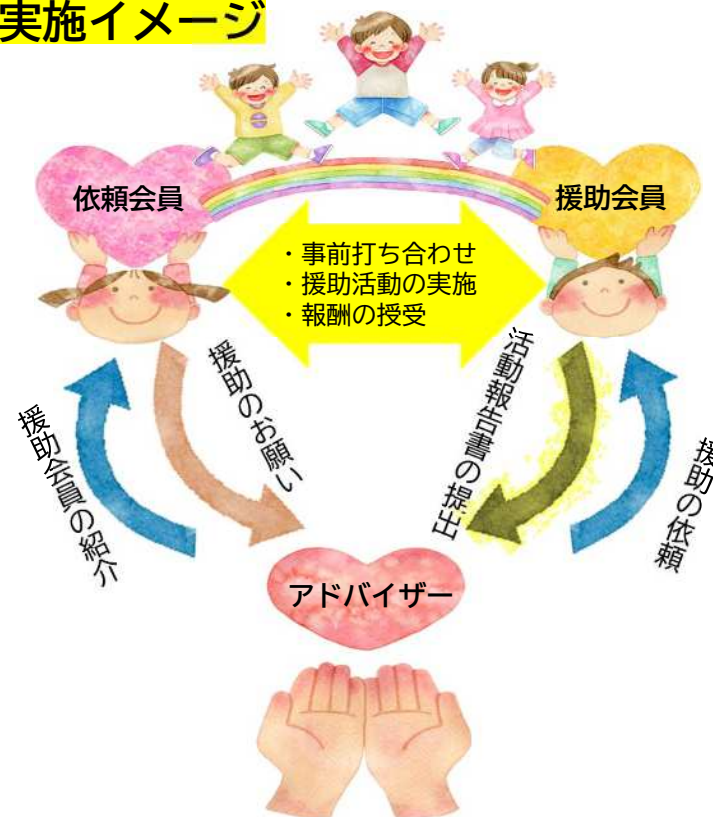 実施イメージ
依頼会員
援助会員
・事前打ち合わせ
・援助活動の実施
・報酬の授受
援助会員の紹介
援助のお願い
活動報告書の提出
援助の依頼
アドバイザー